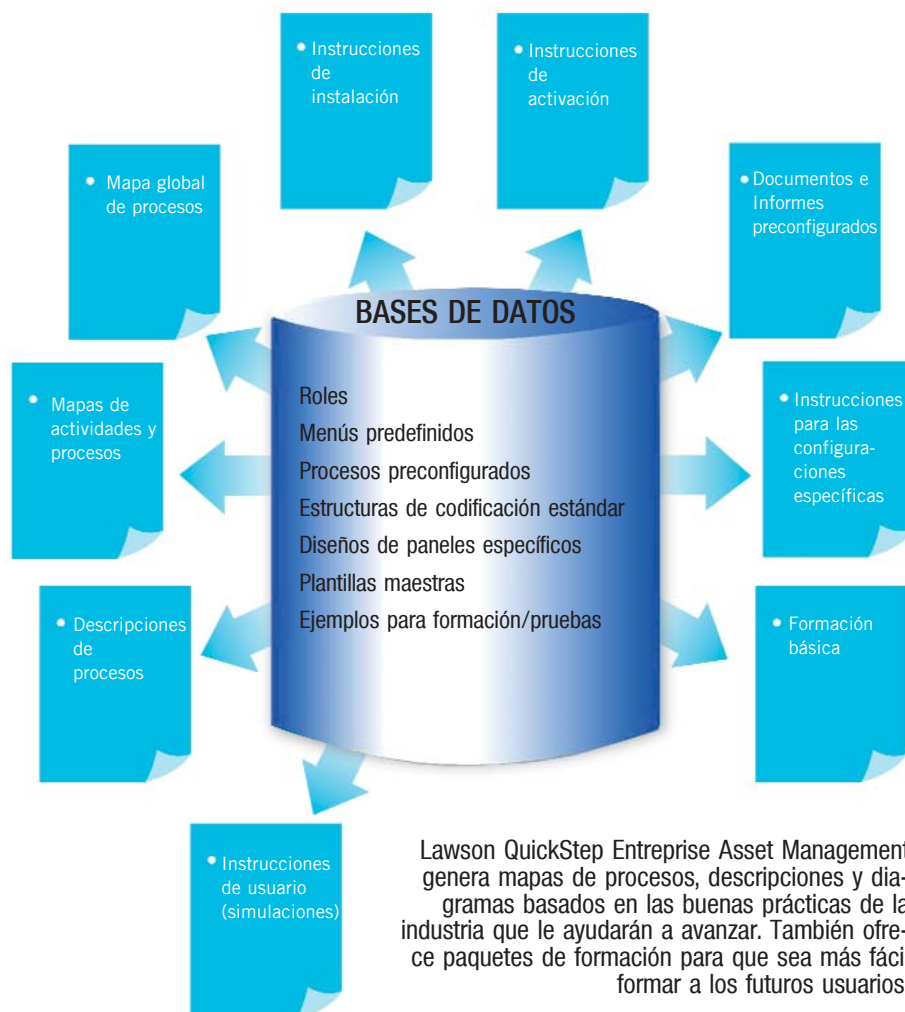 • Instrucciones
de
instalación
• Instrucciones
de
activación
• Mapa global
de procesos
• Documentos e
Informes
preconfigurados
BASES DE DATOS
Roles
Menús predefinidos
Procesos preconfigurados
Estructuras de codificación estándar
Diseños de paneles específicos
Plantillas maestras
Ejemplos para formación/pruebas
• Mapas de
actividades y
procesos
• Instrucciones
para las
configura-
ciones
específicas
• Descripciones
de
procesos
• Formación
básica
• Instrucciones
de usuario
(simulaciones)
Lawson QuickStep Entreprise Asset Management
genera mapas de procesos, descripciones y dia-
gramas basados en las buenas prácticas de la
industria que le ayudarán a avanzar. También ofre-
ce paquetes de formación para que sea más fáci
formar a los futuros usuarios